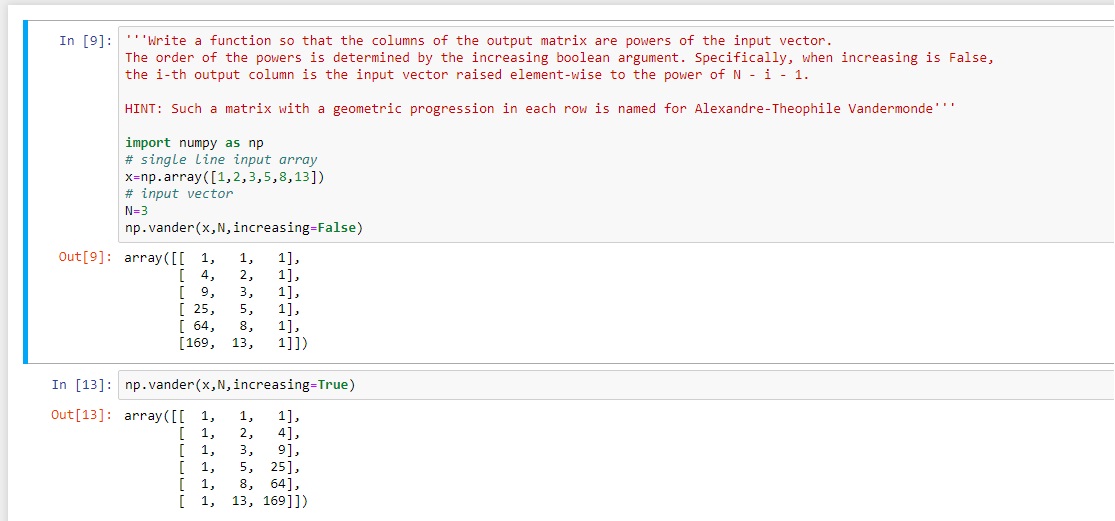 In [9]: '''Write a function so that the columns of the output matrix are powers of the input vector.
The order of the powers is determined by the increasing boolean argument. Specifically, when increasing is False,
the i-th output column is the input vector raised element-wise to the power of N - i - 1.
HINT: Such a matrix with a geometric progression in each row is named for Alexandre-Theophile Vandermonde'''
import numpy as np
# single line input array
x=np.array([1,2,3,5,8,13])
# input vector
N=3
np.vander(x,N,increasing=False)
Out[9]: array([[  1,   1,   1],
       [  4,   2,   1],
       [  9,   3,   1],
       [ 25,   5,   1],
       [ 64,   8,   1],
       [169,  13,   1]])
In [13]: np.vander(x,N,increasing=True)
Out[13]: array([[  1,   1,   1],
       [  1,   2,   4],
       [  1,   3,   9],
       [  1,   5,  25],
       [  1,   8,  64],
       [  1,  13, 169]])